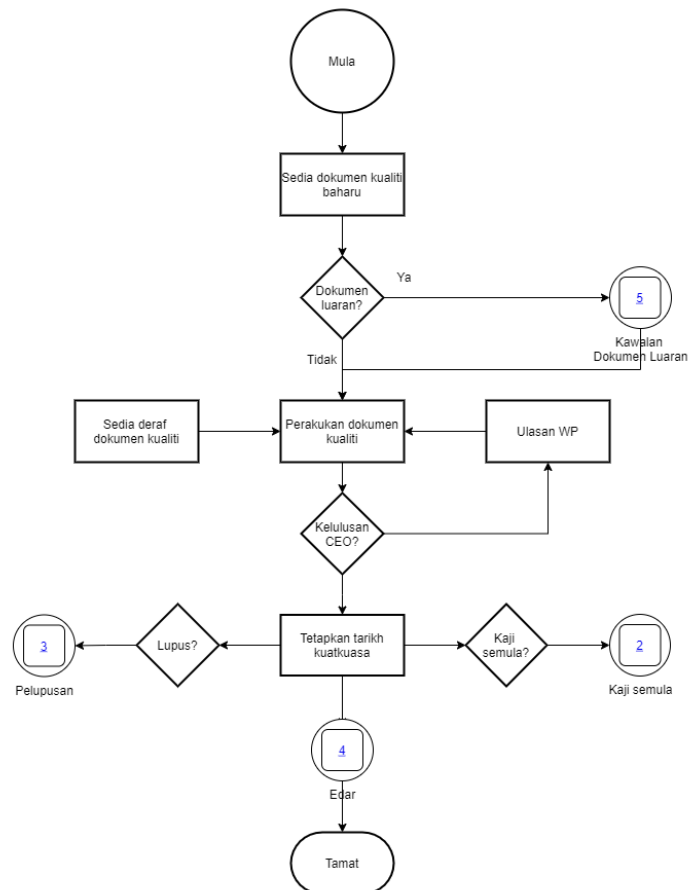 Mula
Sedia dokumen kualiti
baharu
Dokumen
luaran?
Ya
5
Kawalan
Dokumen Luaran
Tidak
Sedia deraf
dokumen kualiti
Perakukan dokumen
kualiti
Ulasan WP
Kelulusan
CEO?
3
Pelupusan
Lupus?
Tetapkan tarikh
kuatkuasa
Kaji
semula?
2
Kaji semula
4
Edar
Tamat